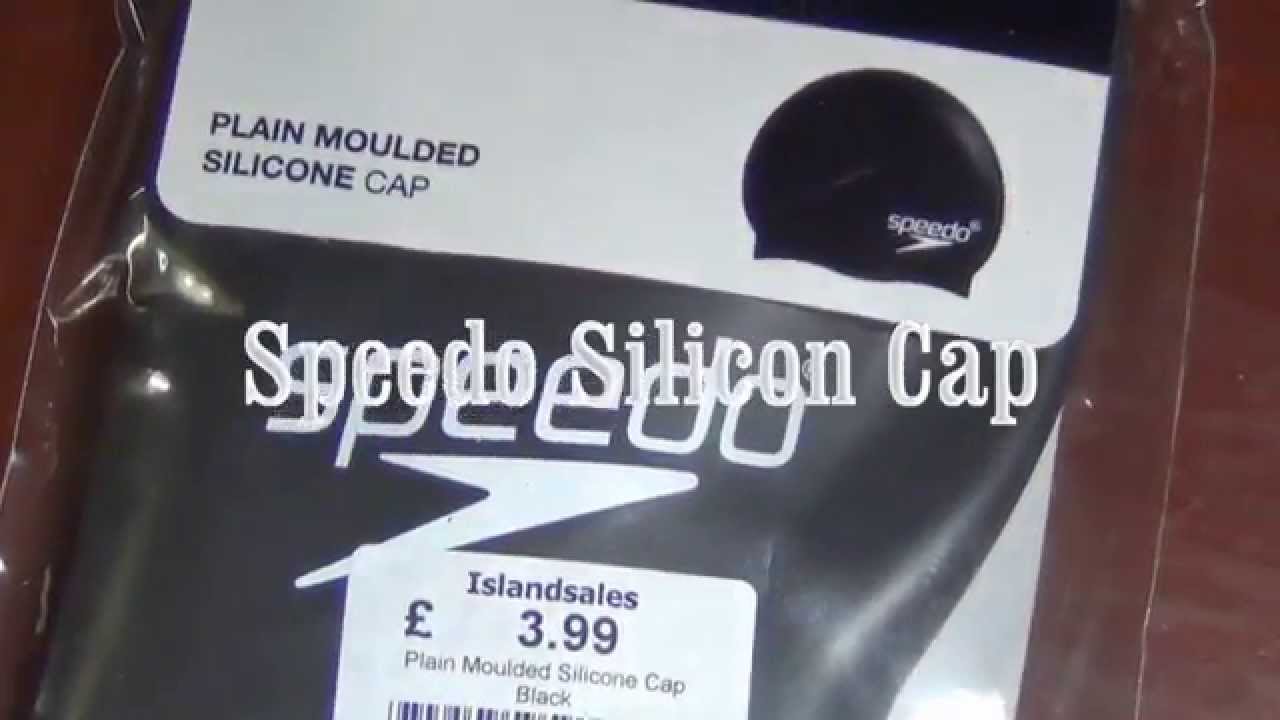 PLAIN MOULDED
SILICONE CAP
speedo®
Speedo Silicon Cap
speedo®
Islandsales
£ 3.99
Plain Moulded Silicone Cap
Black